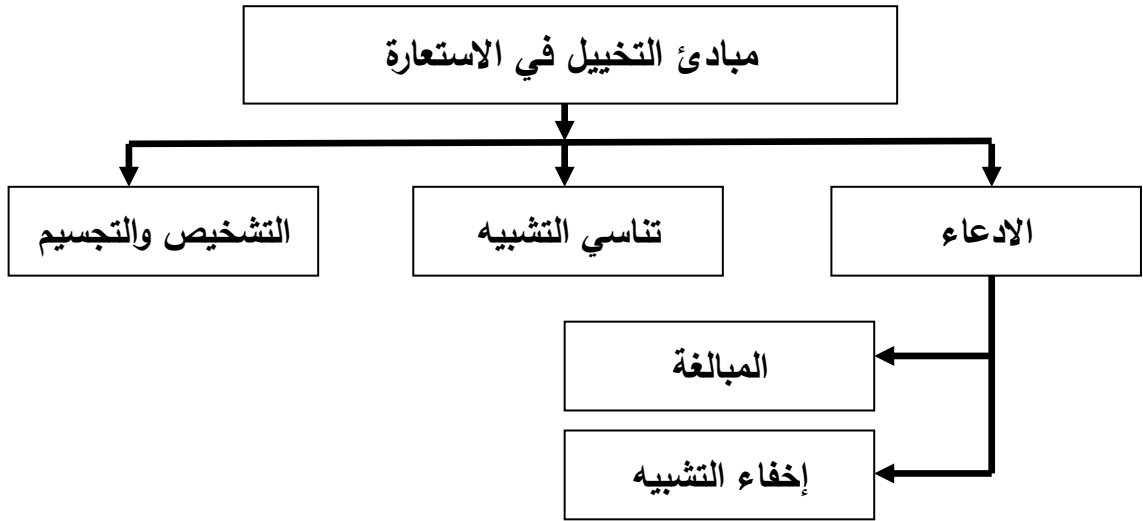 مبادئ التخييل في الاستعارة
الادعاء
تناسي التشبيه
التشخيص والتجسيم
المبالغة
إخفاء التشبيه